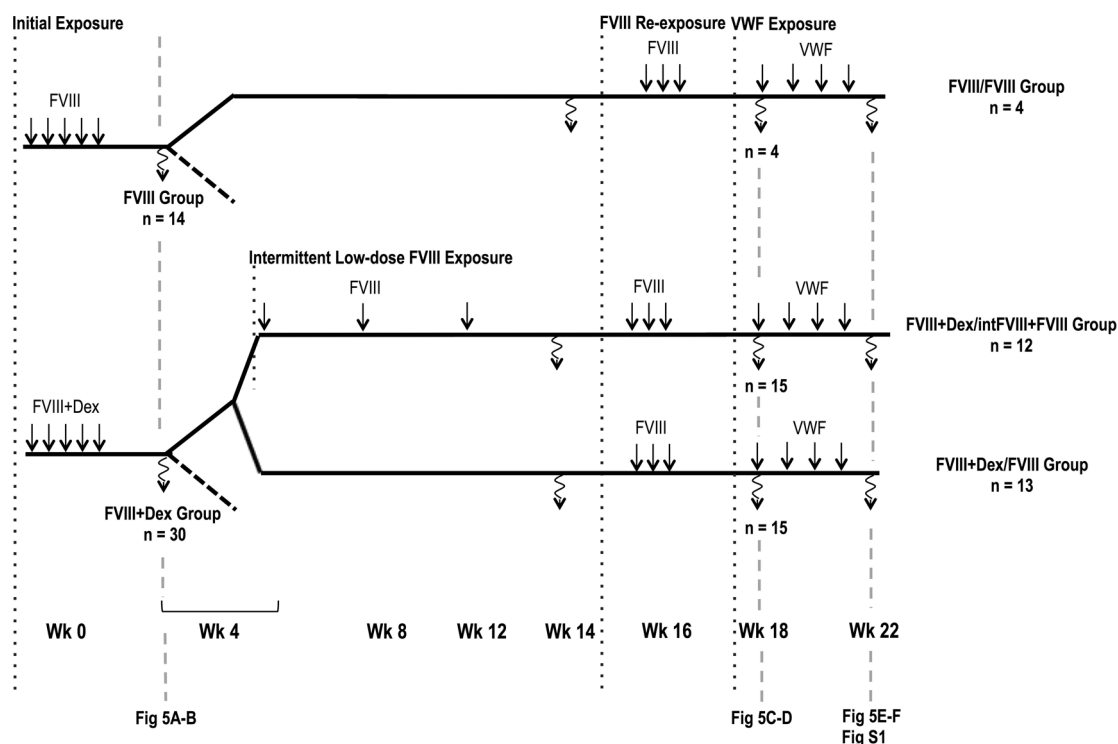 Initial Exposure
FVIII Re-exposure
VWF Exposure
FVIII
FVIII
VWF
FVIII/FVIII Group
n = 4
n = 4
FVIII Group
n = 14
Intermittent Low-dose FVIII Exposure
FVIII
FVIII
VWF
FVIII+Dex/intFVIII+FVIII Group
n = 12
n = 15
FVIII+Dex
FVIII
VWF
FVIII+Dex/FVIII Group
n = 13
FVIII+Dex Group
n = 30
n = 15
Wk 0
Wk 4
Wk 8
Wk 12
Wk 14
Wk 16
Wk 18
Wk 22
Fig 5A-B
Fig 5C-D
Fig 5E-F
Fig S1